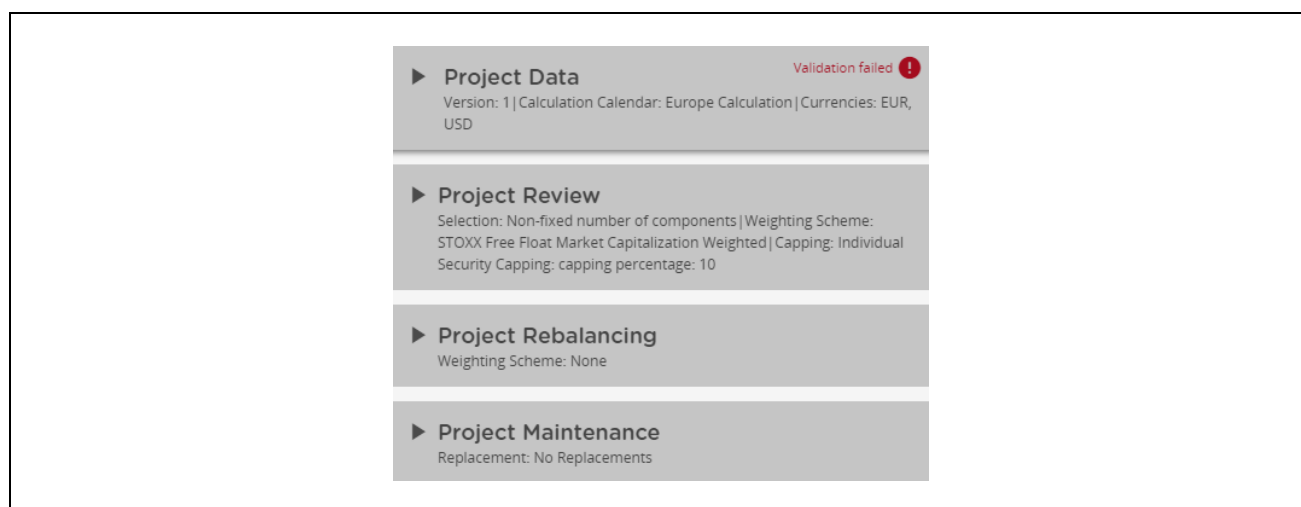 Project Data
Validation failed
Version: 1|Calculation Calendar: Europe Calculation|Currencies: EUR,
USD
Project Review
Selection: Non-fixed number of components|Weighting Scheme:
STOXX Free Float Market Capitalization Weighted|Capping: Individual
Security Capping: capping percentage: 10
Project Rebalancing
Weighting Scheme: None
Project Maintenance
Replacement: No Replacements